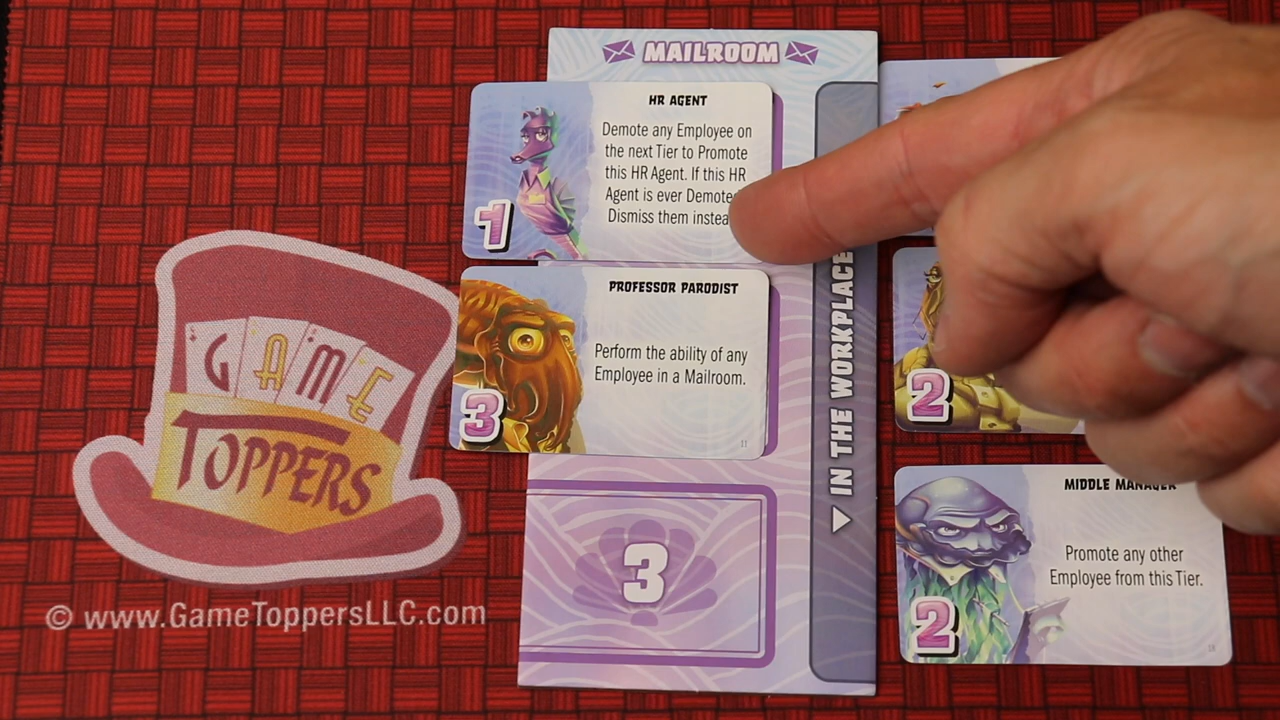 MAILROOM
HR AGENT
Demote any Employee on
the next Tier to Promote
this HR Agent. If this HR
Agent is ever Demoted
Dismiss them instead
1
PROFESSOR PARODIST
Perform the ability of any
Employee in a Mailroom.
3
11
3
IN THE WORKPLACE
2
MIDDLE MANAGER
Promote any other
Employee from this Tier.
2
GAME
TOPPERS
© www.GameToppersLLC.com